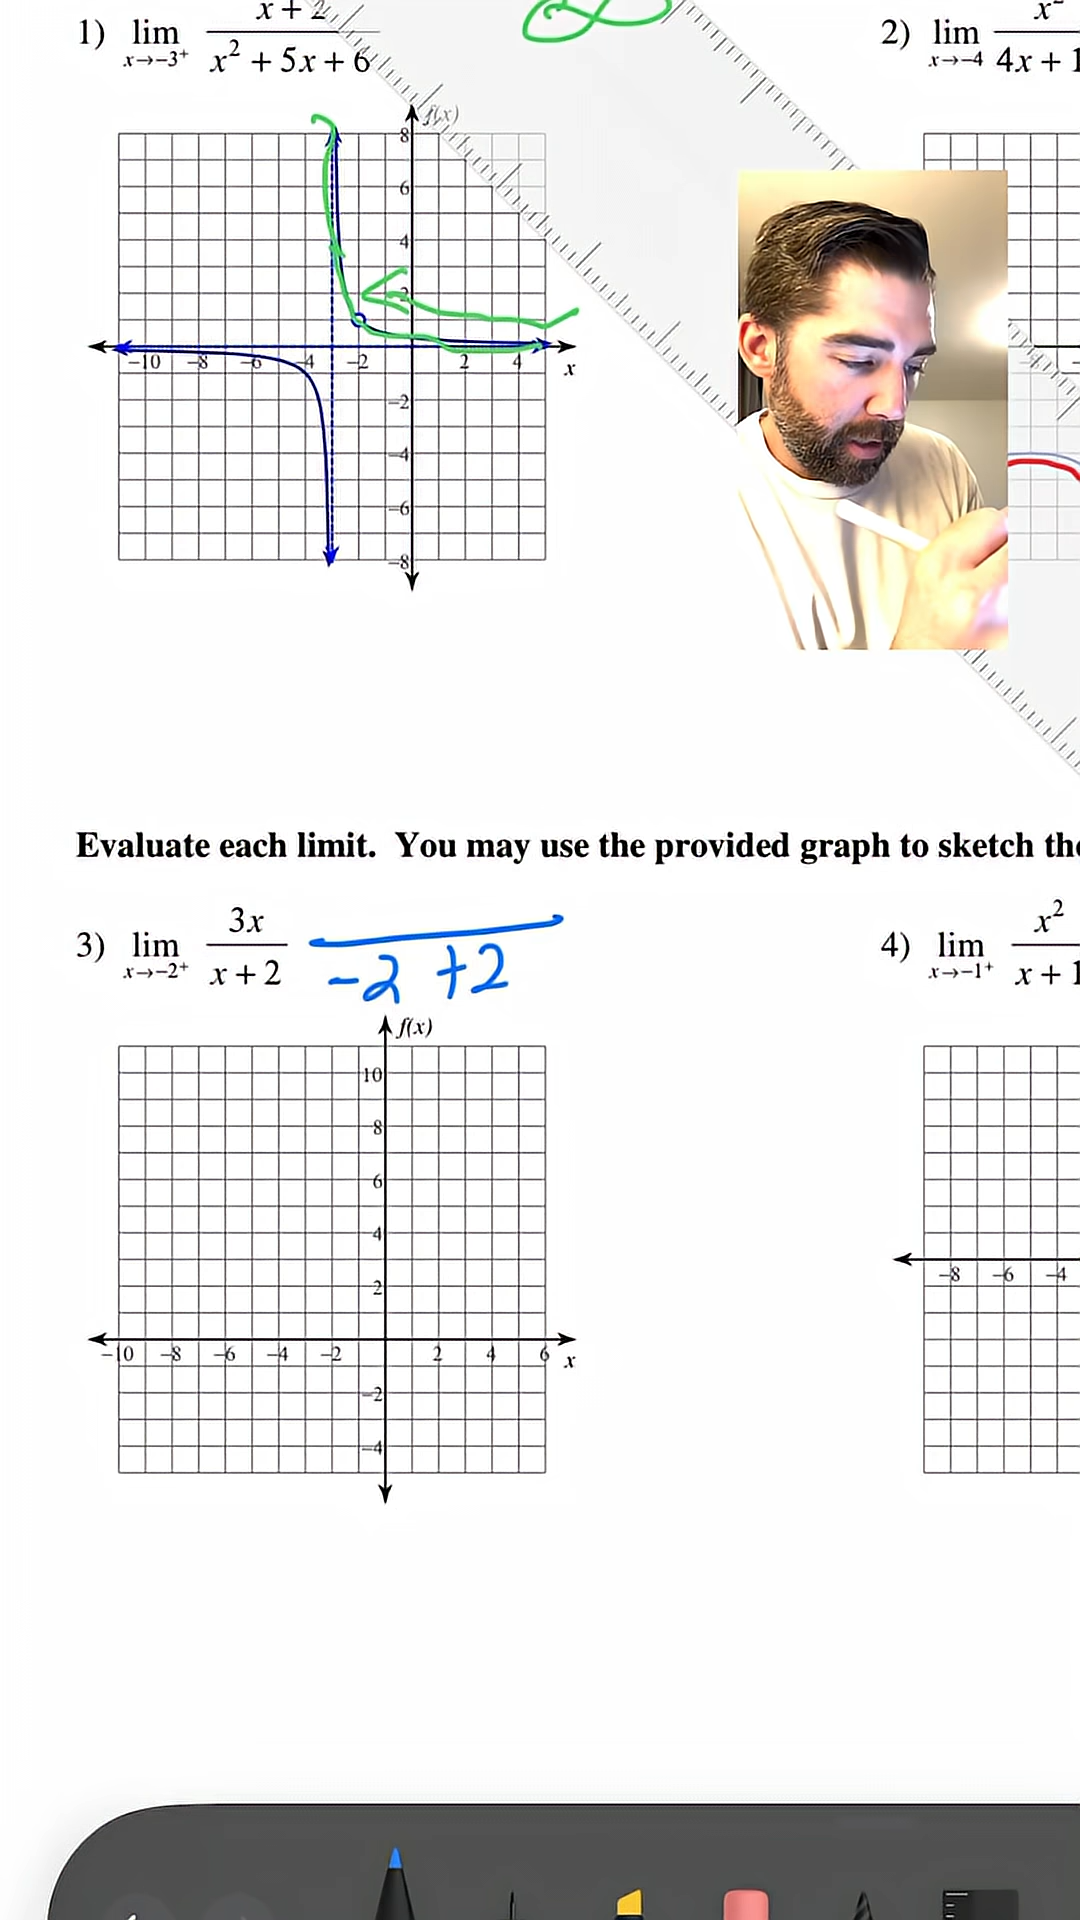 1) lim x→−3⁺ x + 2 / x² + 5x + 6
2) lim x→−4 / 4x + 1
f(x)
8
6
4
2
−10 −8 −6 −4 −2 2 4 x
−2
−4
−6
−8
Evaluate each limit. You may use the provided graph to sketch the
3) lim x→−2⁺ 3x / x + 2
−2 +2
4) lim x→−1⁺ x² / x + 1
f(x)
10
8
6
4
2
−10 −8 −6 −4 −2 2 4 6 x
−8 −6 −4
−2
−4